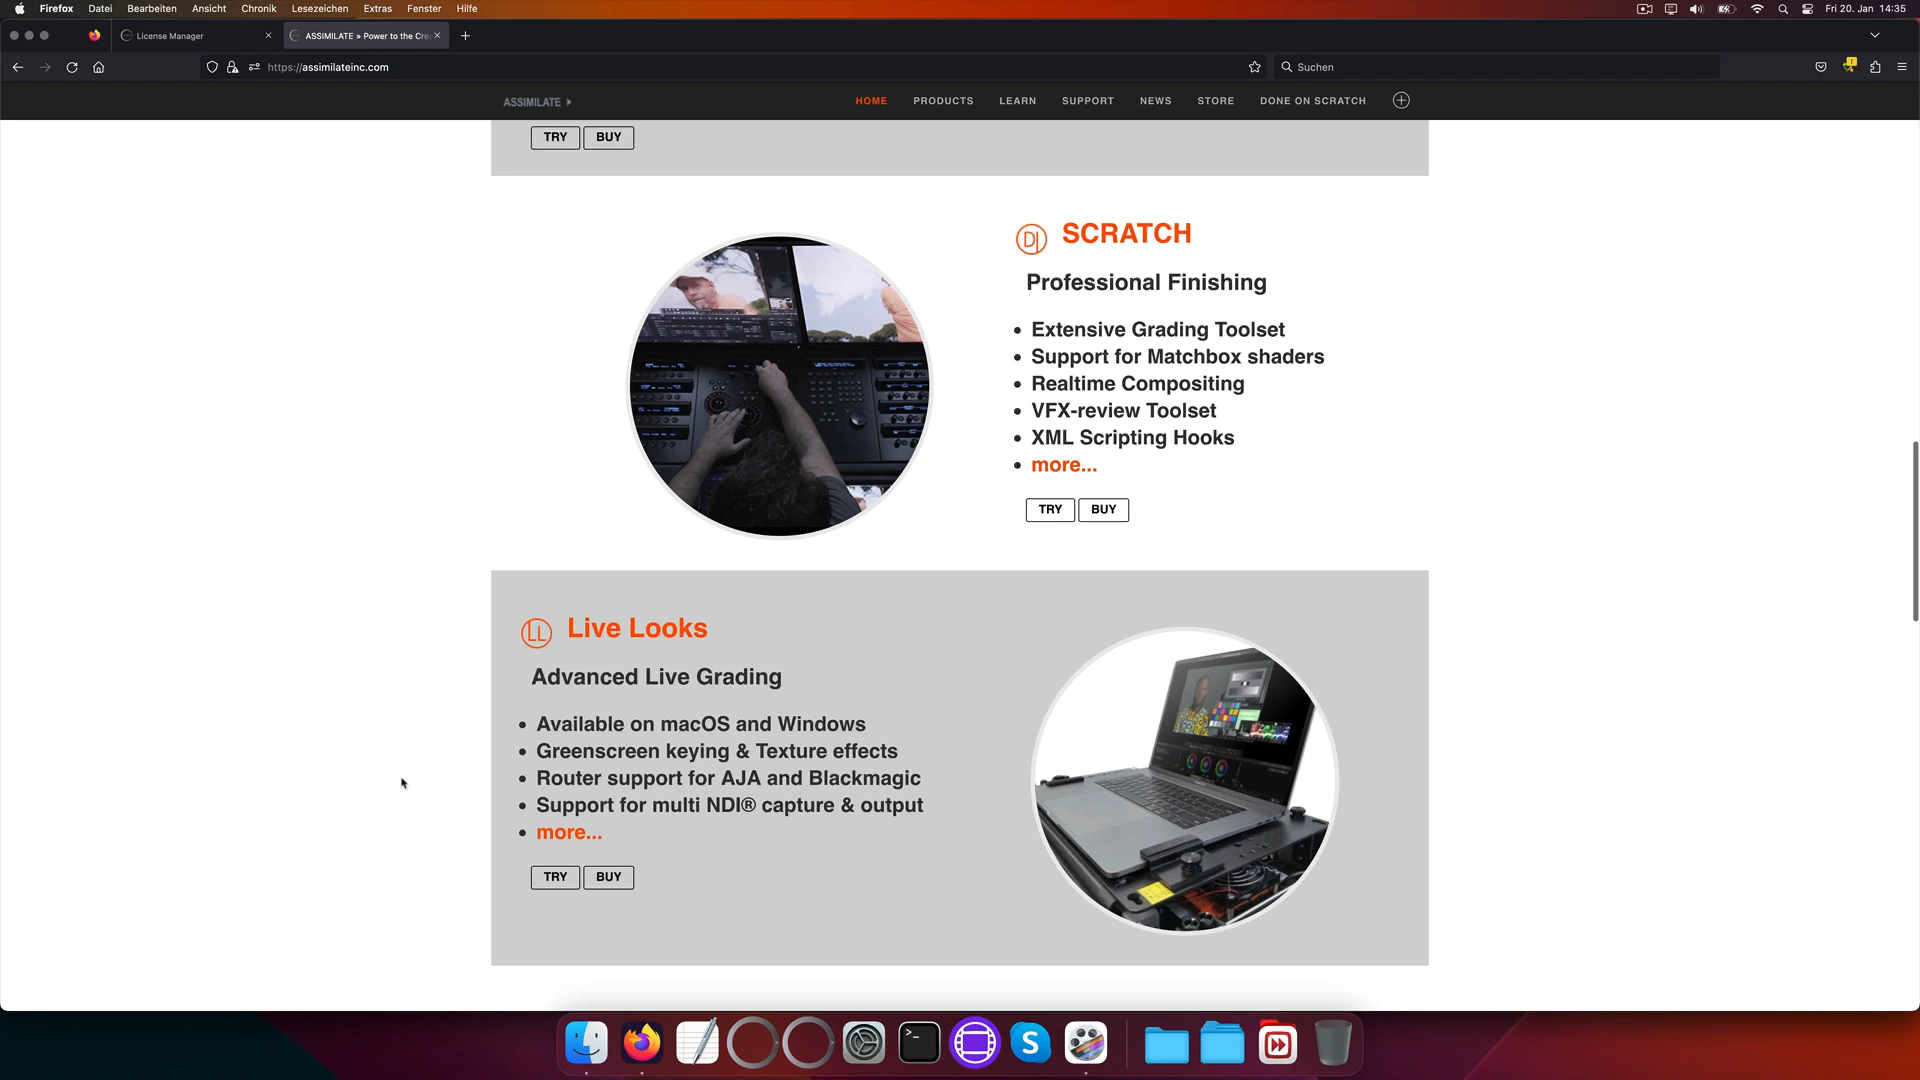 Firefox Datei Bearbeiten Ansicht Chronik Lesezeichen Extras Fenster Hilfe Fri 20. Jan 14:35
License Manager ASSIMILATE » Power to the Crea
https://assimilateinc.com Suchen
ASSIMILATE HOME PRODUCTS LEARN SUPPORT NEWS STORE DONE ON SCRATCH
TRY BUY
SCRATCH
Professional Finishing
• Extensive Grading Toolset
• Support for Matchbox shaders
• Realtime Compositing
• VFX-review Toolset
• XML Scripting Hooks
• more...
TRY BUY
LL Live Looks
Advanced Live Grading
• Available on macOS and Windows
• Greenscreen keying & Texture effects
• Router support for AJA and Blackmagic
• Support for multi NDI® capture & output
• more...
TRY BUY